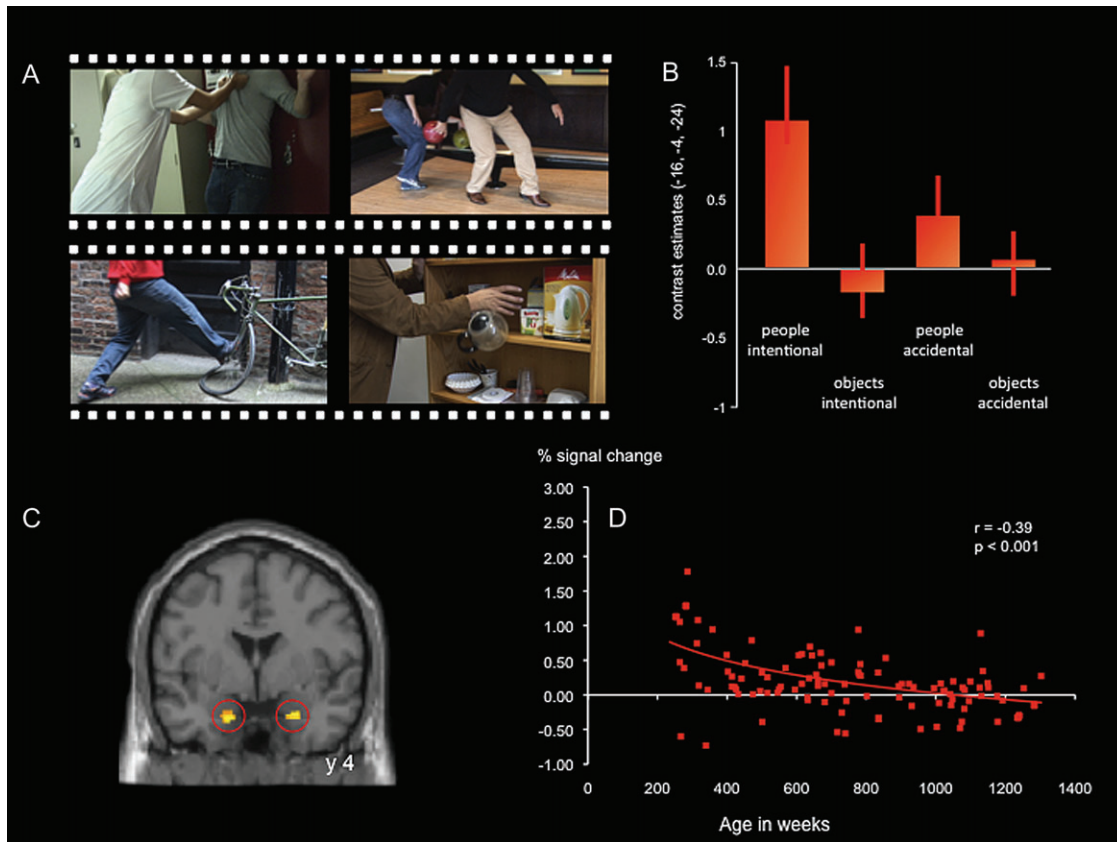 A
B
contrast estimates (-16, -4, -24)
1.5
1
0.5
0.0
-0.5
-1
people
intentional
objects
intentional
people
accidental
objects
accidental
Melitta
PG
C
y 4
% signal change
D
r = -0.39
p < 0.001
3.00
2.50
2.00
1.50
1.00
0.50
0.00
-0.50
-1.00
0
200
400
600
800
1000
1200
1400
Age in weeks